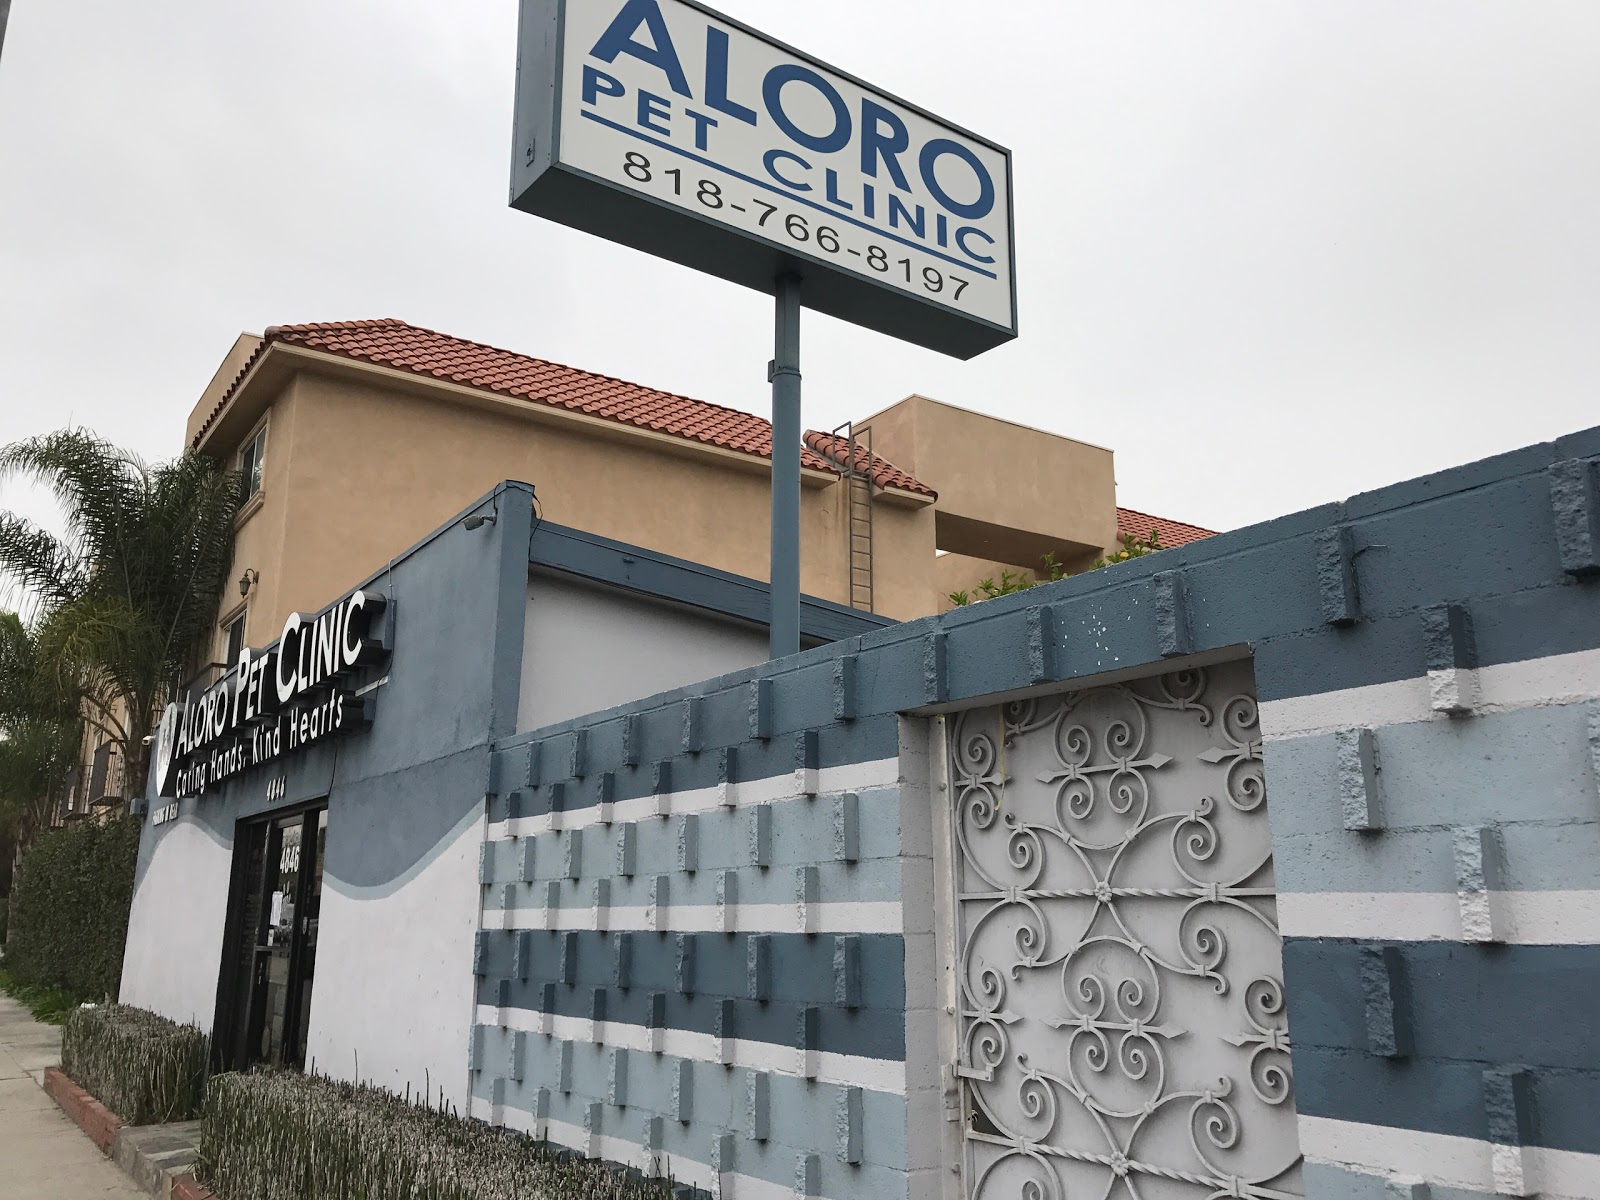 ALORO
PET CLINIC
818-766-8197
ALORO PET CLINIC
Caring Hands, Kind Hearts
4846
4846